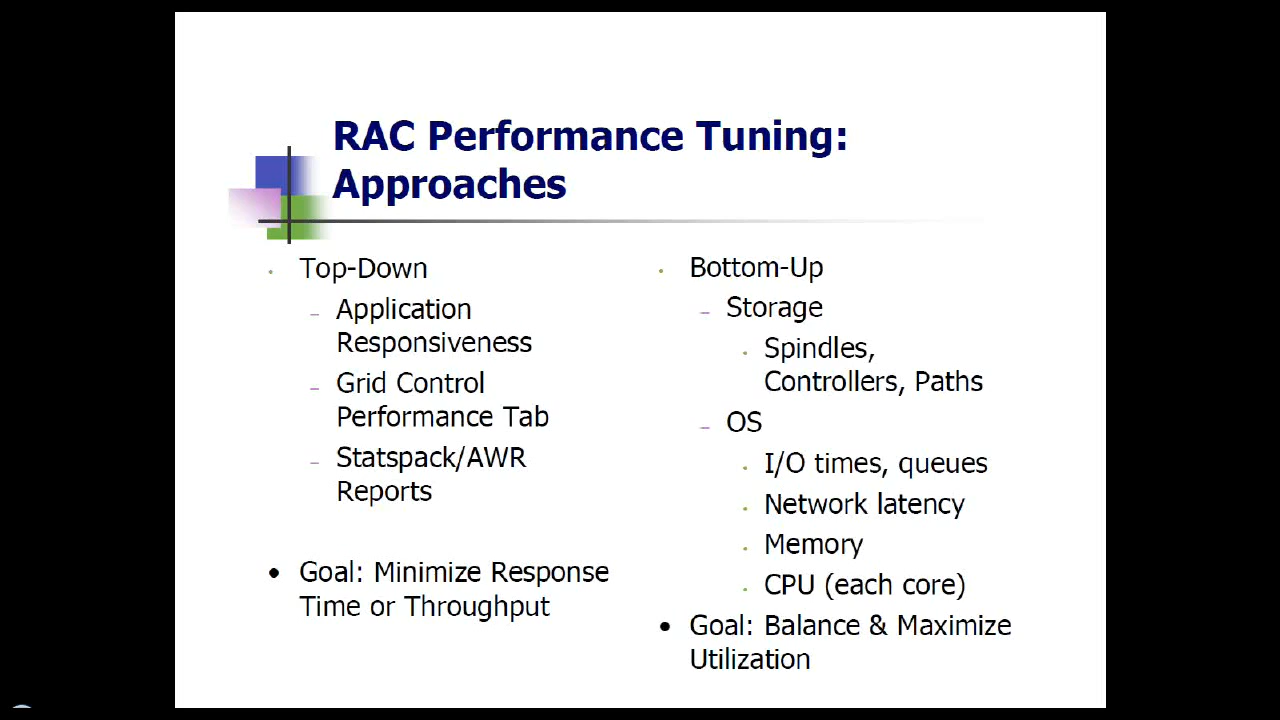 RAC Performance Tuning:
Approaches
Top-Down
Application
Responsiveness
Grid Control
Performance Tab
Statspack/AWR
Reports
Goal: Minimize Response
Time or Throughput
Bottom-Up
Storage
Spindles,
Controllers, Paths
OS
I/O times, queues
Network latency
Memory
CPU (each core)
Goal: Balance & Maximize
Utilization